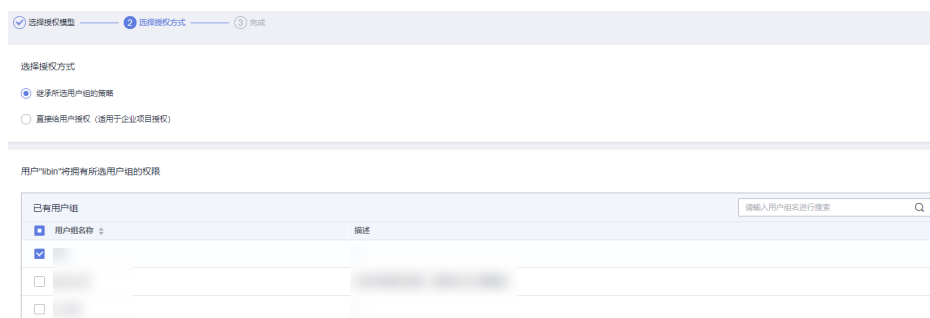 选择授权模型 2 选择授权方式 3 完成
选择授权方式
继承所选用户组的策略
直接给用户授权（适用于企业项目授权）
用户"libin"将拥有所选用户组的权限
已有用户组 请输入用户组名进行搜索
用户组名称 描述